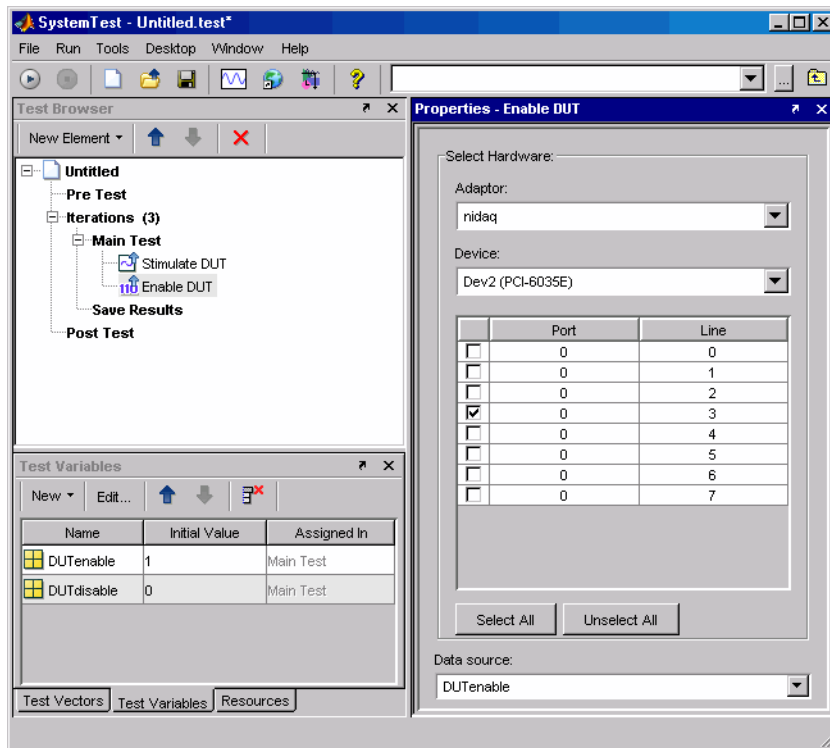 SystemTest - Untitled.test*
File Run Tools Desktop Window Help
Test Browser
New Element
Untitled
Pre Test
Iterations (3)
Main Test
Stimulate DUT
110 Enable DUT
Save Results
Post Test
Test Variables
New Edit...
Name Initial Value Assigned In
DUTenable 1 Main Test
DUTdisable 0 Main Test
Test Vectors Test Variables Resources
Properties - Enable DUT
Select Hardware:
Adaptor:
nidaq
Device:
Dev2 (PCI-6035E)
Port Line
0 0
0 1
0 2
0 3
0 4
0 5
0 6
0 7
Select All Unselect All
Data source:
DUTenable